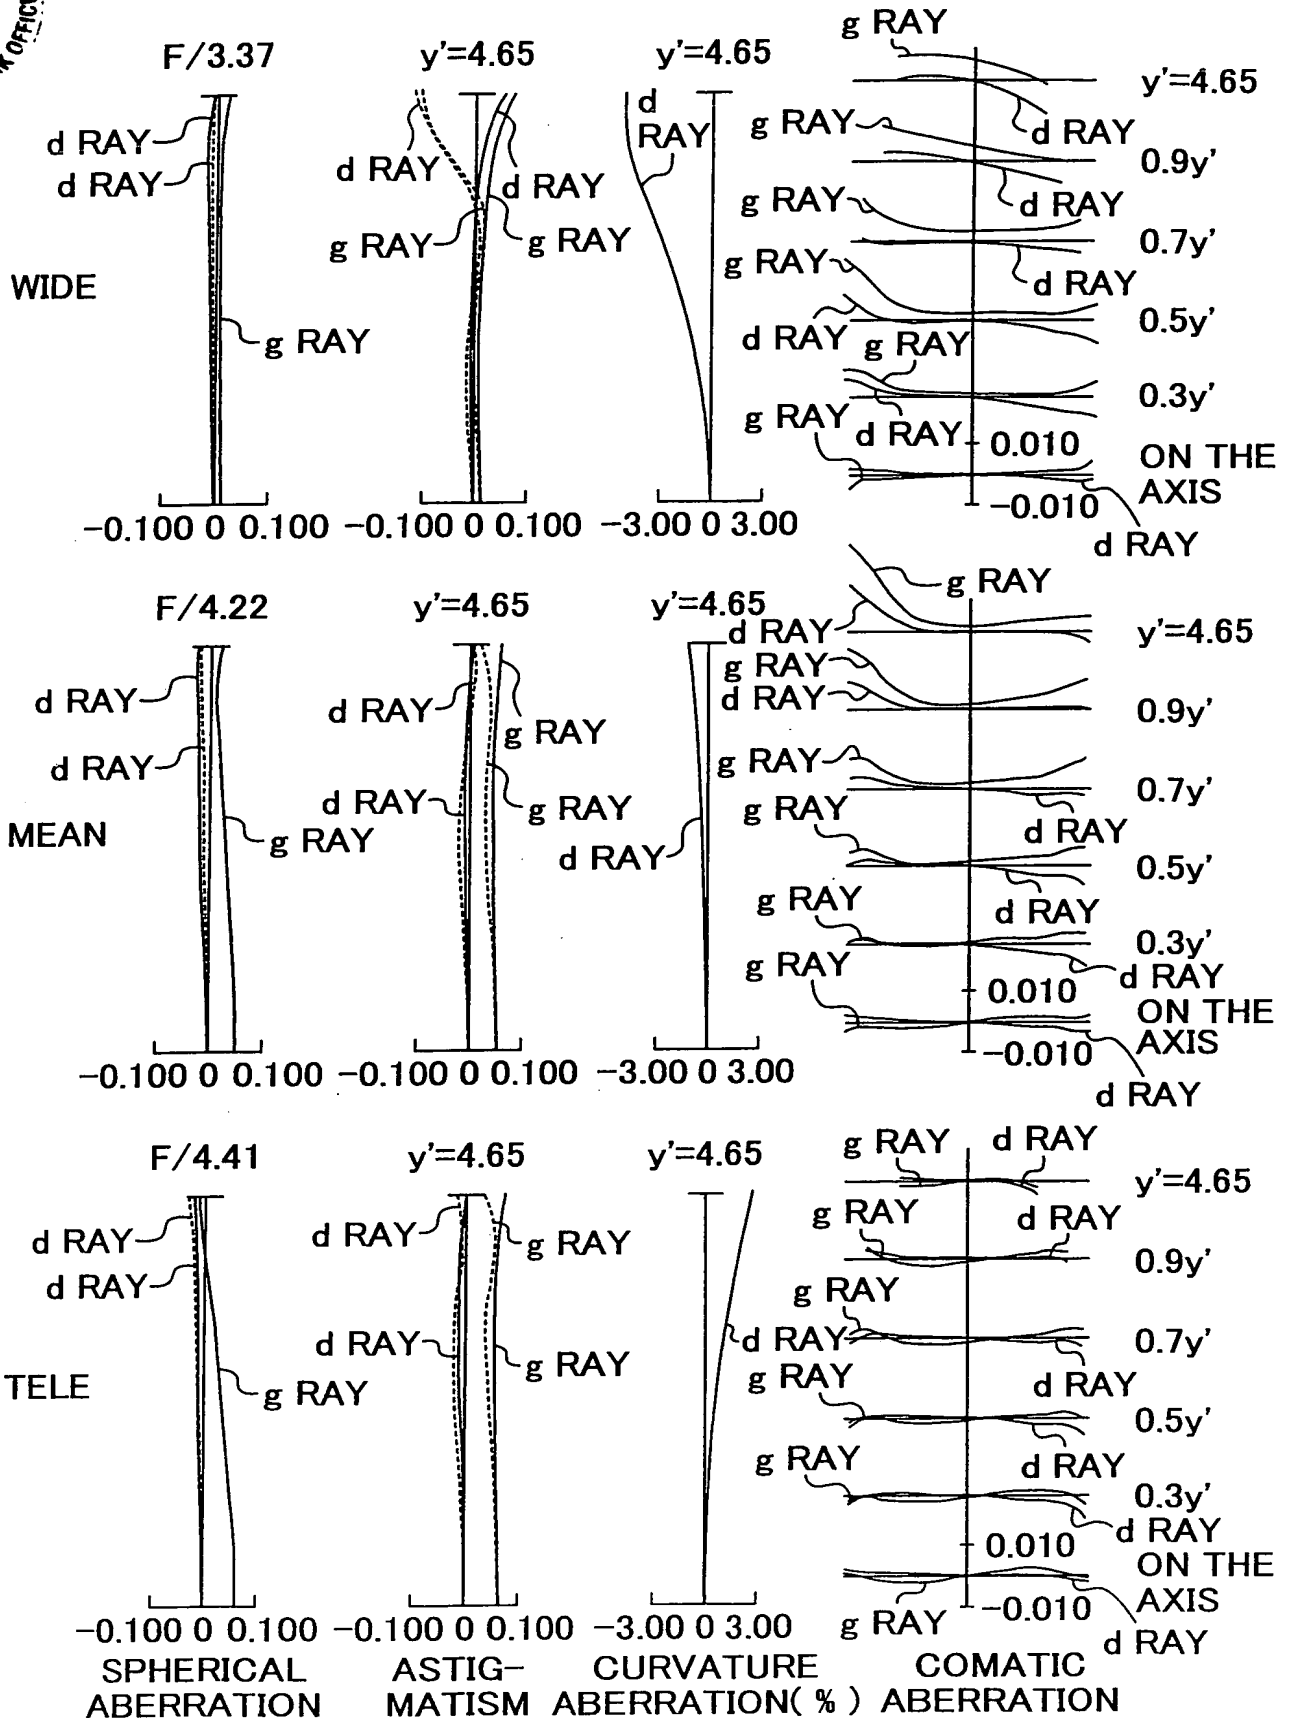 OFFICE
F/3.37
y'=4.65
y'=4.65
g RAY
y'=4.65
d RAY
d RAY
d RAY
d RAY
g RAY
g RAY
d RAY
g RAY
d RAY
0.9y'
d RAY
g RAY
0.7y'
d RAY
WIDE
g RAY
g RAY
d RAY
0.5y'
g RAY
d RAY
0.3y'
g RAY
0.010
-0.010
ON THE
AXIS
d RAY
-0.100 0 0.100
-0.100 0 0.100
-3.00 0 3.00
F/4.22
y'=4.65
y'=4.65
g RAY
d RAY
y'=4.65
d RAY
d RAY
d RAY
g RAY
g RAY
d RAY
0.9y'
g RAY
0.7y'
d RAY
MEAN
g RAY
d RAY
g RAY
d RAY
g RAY
0.5y'
d RAY
g RAY
0.3y'
d RAY
g RAY
0.010
-0.010
ON THE
AXIS
d RAY
-0.100 0 0.100
-0.100 0 0.100
-3.00 0 3.00
F/4.41
y'=4.65
y'=4.65
g RAY
d RAY
y'=4.65
d RAY
d RAY
d RAY
g RAY
g RAY
d RAY
0.9y'
g RAY
0.7y'
d RAY
TELE
g RAY
d RAY
g RAY
d RAY
g RAY
0.5y'
d RAY
g RAY
0.3y'
d RAY
0.010
-0.010
ON THE
AXIS
g RAY
d RAY
-0.100 0 0.100
-0.100 0 0.100
-3.00 0 3.00
SPHERICAL
ABERRATION
ASTIG-
MATISM
CURVATURE
ABERRATION(%)
COMATIC
ABERRATION